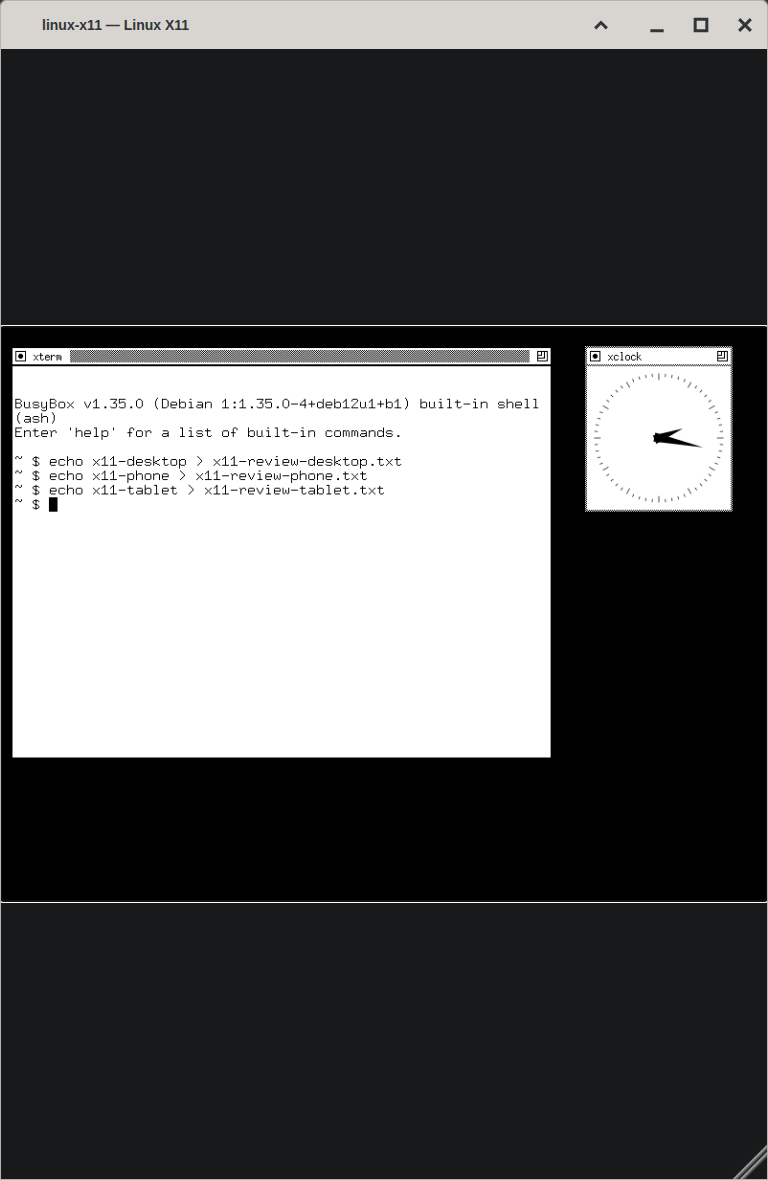 linux-x11 — Linux X11
xterm
xclock
BusyBox v1.35.0 (Debian 1:1.35.0-4+deb12u1+b1) built-in shell
(ash)
Enter 'help' for a list of built-in commands.
~ $ echo x11-desktop > x11-review-desktop.txt
~ $ echo x11-phone > x11-review-phone.txt
~ $ echo x11-tablet > x11-review-tablet.txt
~ $